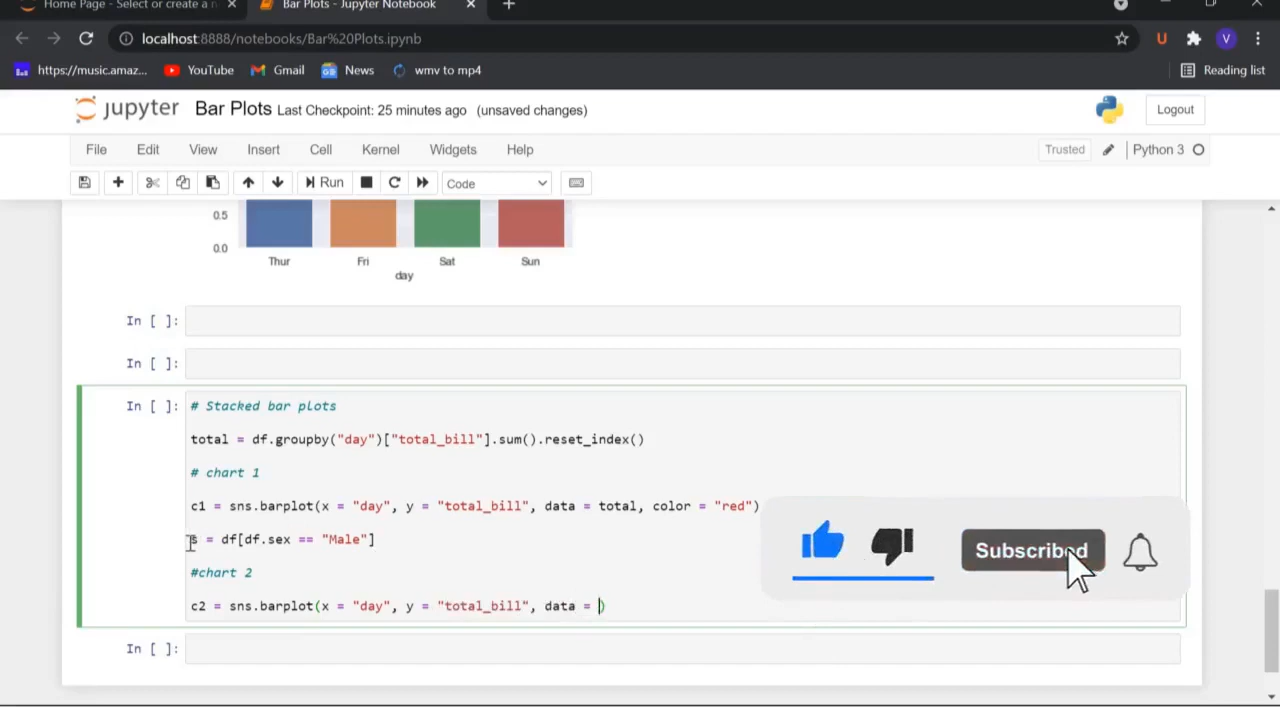 Home Page - Select or create a n
Bar Plots - Jupyter Notebook
localhost:8888/notebooks/Bar%20Plots.ipynb
U
V
https://music.amaz...
YouTube
Gmail
News
wmv to mp4
Reading list
jupyter
Bar Plots
Last Checkpoint: 25 minutes ago (unsaved changes)
Logout
File
Edit
View
Insert
Cell
Kernel
Widgets
Help
Trusted
Python 3
Run
Code
0.5
0.0
Thur
Fri
Sat
Sun
day
In [ ]:
In [ ]:
In [ ]:
# Stacked bar plots
total = df.groupby("day")["total_bill"].sum().reset_index()
# chart 1
c1 = sns.barplot(x = "day", y = "total_bill", data = total, color = "red")
s = df[df.sex == "Male"]
#chart 2
c2 = sns.barplot(x = "day", y = "total_bill", data = )
Subscribed
In [ ]: